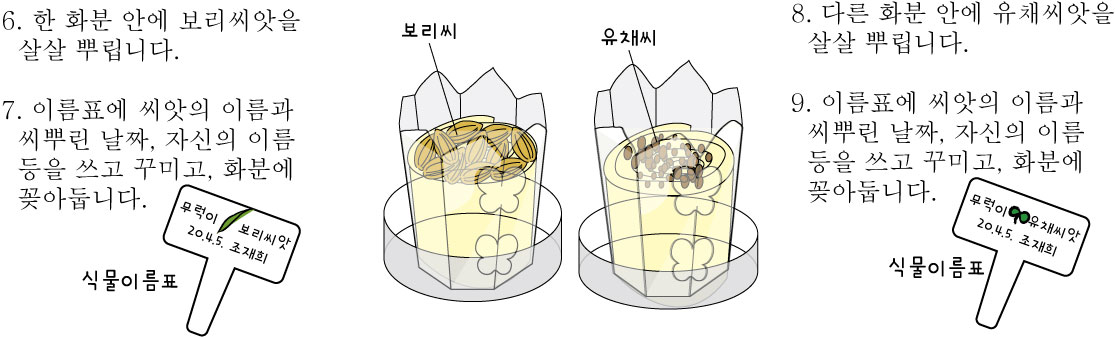 6. 한 화분 안에 보리씨앗을
살살 뿌립니다.
7. 이름표에 씨앗의 이름과
씨뿌린 날짜, 자신의 이름
등을 쓰고 꾸미고, 화분에
꽂아둡니다.
무럭이 보리씨앗
20.4.5. 조재희
식물이름표
보리씨
유채씨
8. 다른 화분 안에 유채씨앗을
살살 뿌립니다.
9. 이름표에 씨앗의 이름과
씨뿌린 날짜, 자신의 이름
등을 쓰고 꾸미고, 화분에
꽂아둡니다.
무럭이 유채씨앗
20.4.5. 조재희
식물이름표